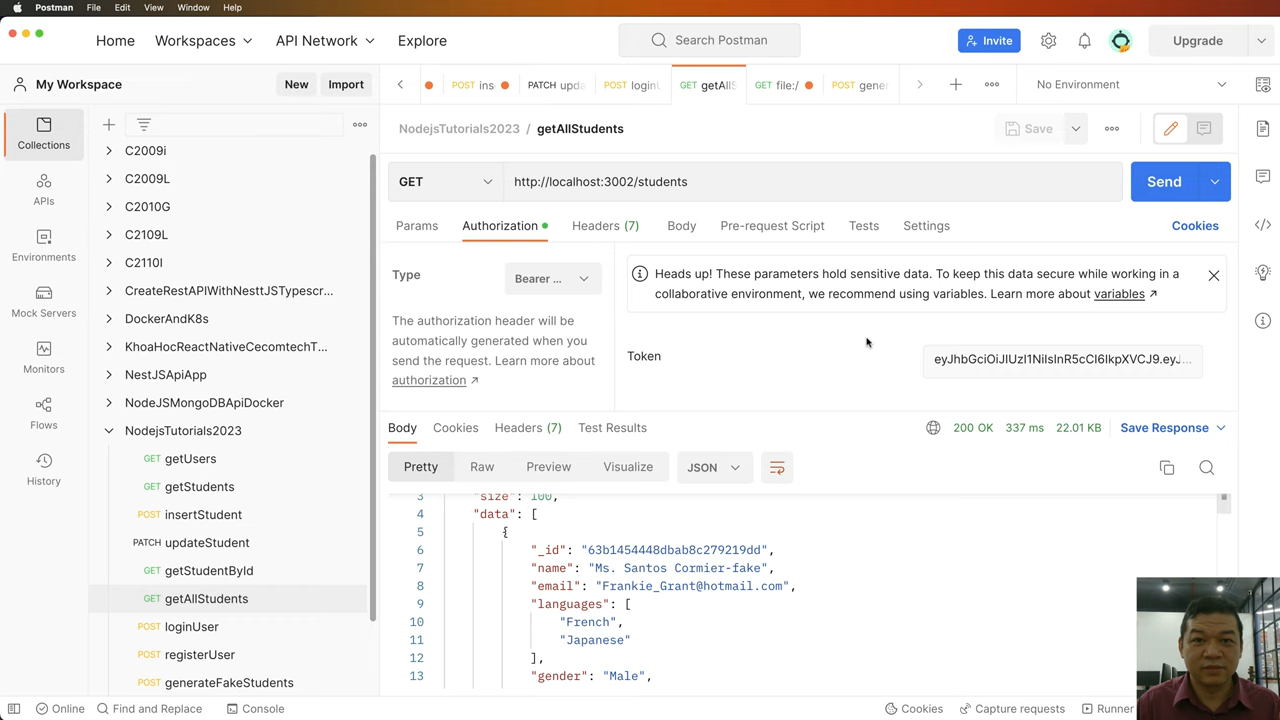 Postman File Edit View Window Help
Home Workspaces API Network Explore Search Postman Invite Upgrade
My Workspace New Import POST ins PATCH upda POST loginU GET getAllS GET file:/ POST gener No Environment
NodejsTutorials2023 / getAllStudents Save
Collections
APIs
Environments
Mock Servers
Monitors
Flows
History
C2009i
C2009L
C2010G
C2109L
C2110I
CreateRestAPIWithNesttJSTypescr...
DockerAndK8s
KhoaHocReactNativeCecomtechT...
NestJSApiApp
NodeJSMongoDBApiDocker
NodejsTutorials2023
GET getUsers
GET getStudents
POST insertStudent
PATCH updateStudent
GET getStudentById
GET getAllStudents
POST loginUser
POST registerUser
POST generateFakeStudents
GET http://localhost:3002/students Send
Params Authorization Headers (7) Body Pre-request Script Tests Settings Cookies
Type Bearer ...
The authorization header will be
automatically generated when you
send the request. Learn more about
authorization ↗
Heads up! These parameters hold sensitive data. To keep this data secure while working in a
collaborative environment, we recommend using variables. Learn more about variables ↗
Token
Body Cookies Headers (7) Test Results 200 OK 337 ms 22.01 KB Save Response
Pretty Raw Preview Visualize JSON
3 "size": 100,
4 "data": [
5 {
6 "_id": "63b1454448dbab8c279219dd",
7 "name": "Ms. Santos Cormier-fake",
8 "email": "Frankie_Grant@hotmail.com",
9 "languages": [
10 "French",
11 "Japanese"
12 ],
13 "gender": "Male",
Online Find and Replace Console Cookies Capture requests Runner